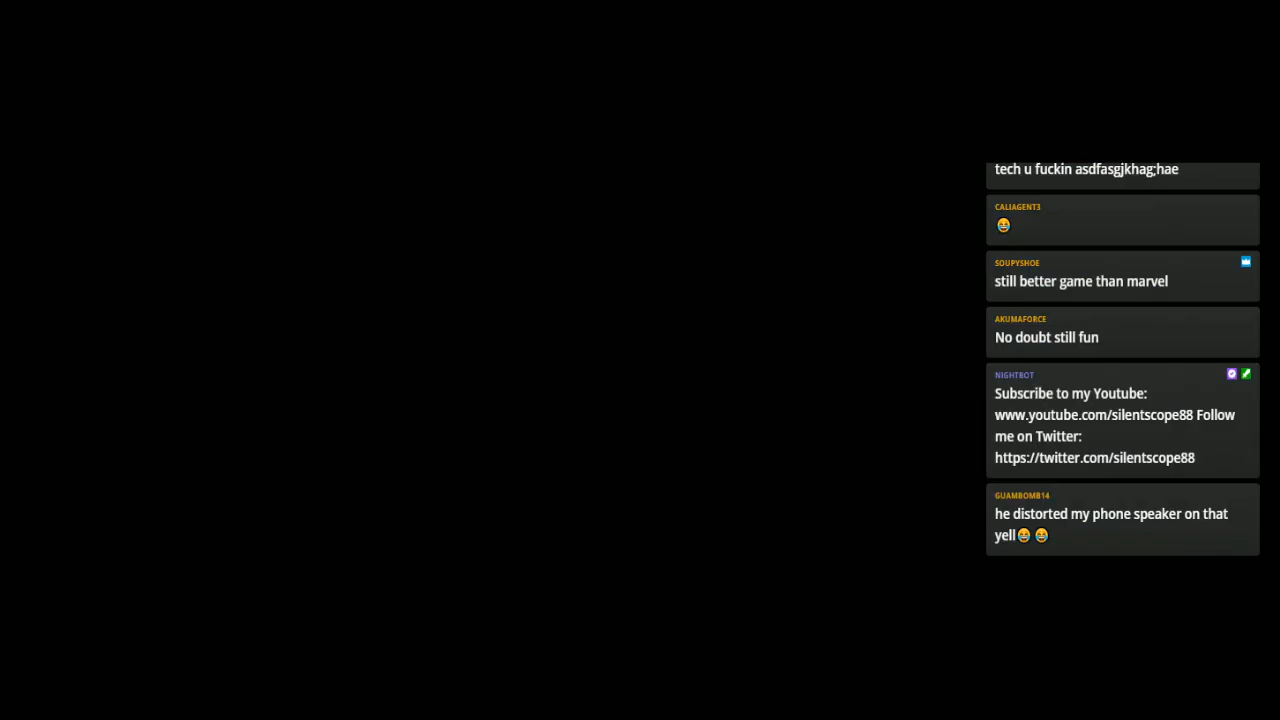 tech u fuckin asdfasgjkhag;hae
CALIAGENT3
😂
SOUPYSHOE
still better game than marvel
AKUMAFORCE
No doubt still fun
NIGHTBOT
Subscribe to my Youtube:
www.youtube.com/silentscope88 Follow
me on Twitter:
https://twitter.com/silentscope88
GUAMBOMB14
he distorted my phone speaker on that
yell😂 😂